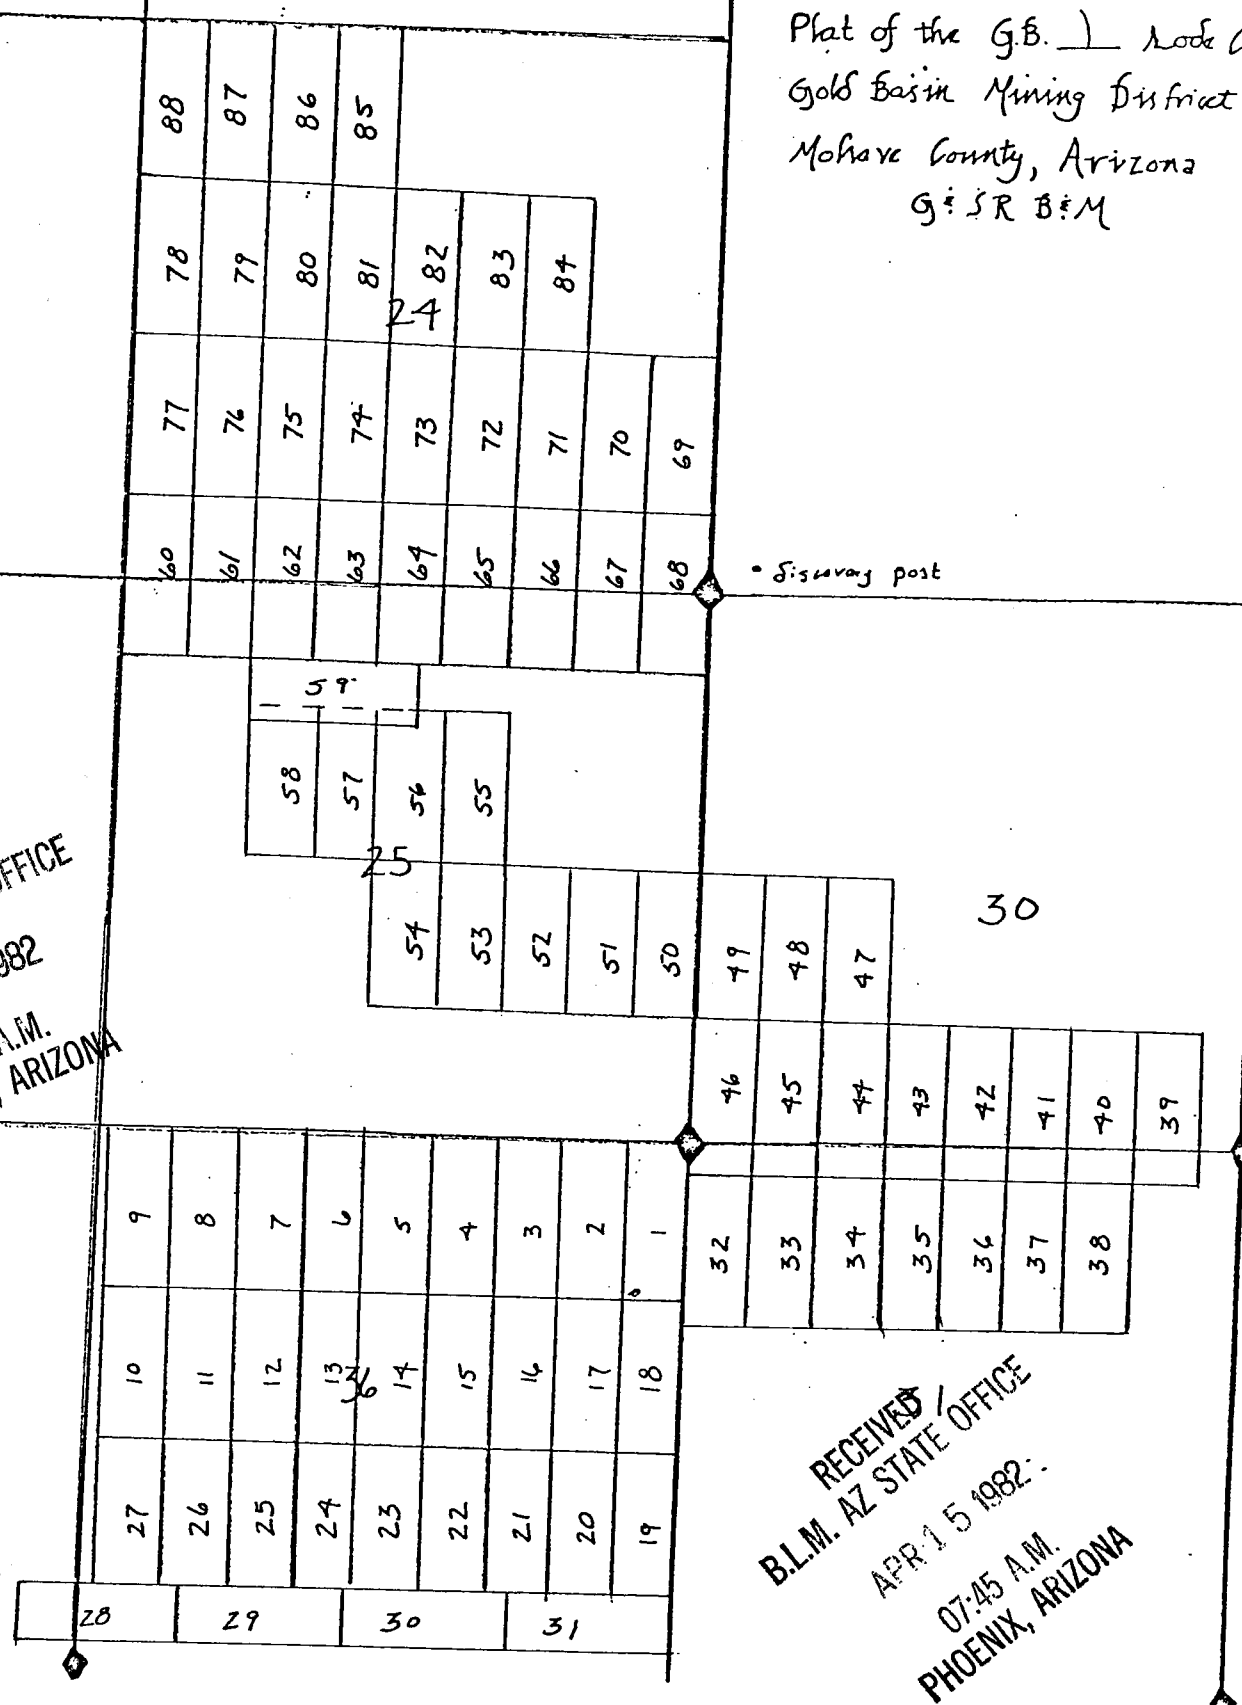 Plat of the G.B. 1 Lode
Gold Basin Mining District
Mohave County, Arizona
G & S R B & M
88 87 86 85
78 79 80 81 82 83 84
24
77 76 75 74 73 72 71 70 69
60 61 62 63 64 65 66 67 68
• discovery post
59
58 57 56 55
25
54 53 52 51 50 49 48 47
30
46 45 44 43 42 41 40 39
9 8 7 6 5 4 3 2 1
32 33 34 35 36 37 38
10 11 12 13 14 15 16 17 18
36
27 26 25 24 23 22 21 20 19
28 29 30 31
OFFICE
982
A.M.
ARIZONA
RECEIVED
B.L.M. AZ STATE OFFICE
APR 15 1982
07:45 A.M.
PHOENIX, ARIZONA